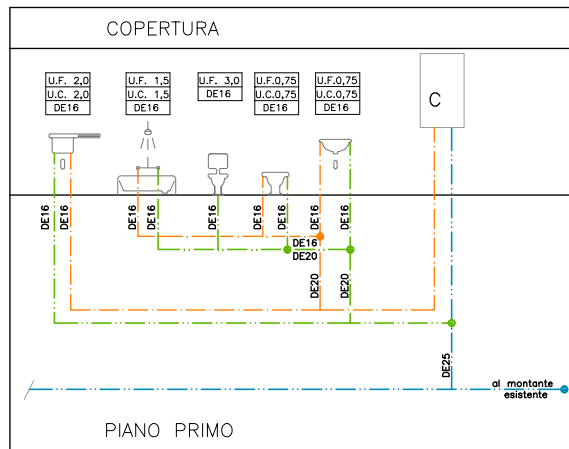 COPERTURA
U.F. 2,0
U.C. 2,0
DE16
U.F. 1,5
U.C. 1,5
DE16
U.F. 3,0
DE16
U.F.0,75
U.C.0,75
DE16
U.F.0,75
U.C.0,75
DE16
C
DE16
DE16
DE16
DE16
DE16
DE16
DE16
DE16
DE16
DE16
DE20
DE20
DE20
DE25
al montante
esistente
PIANO PRIMO